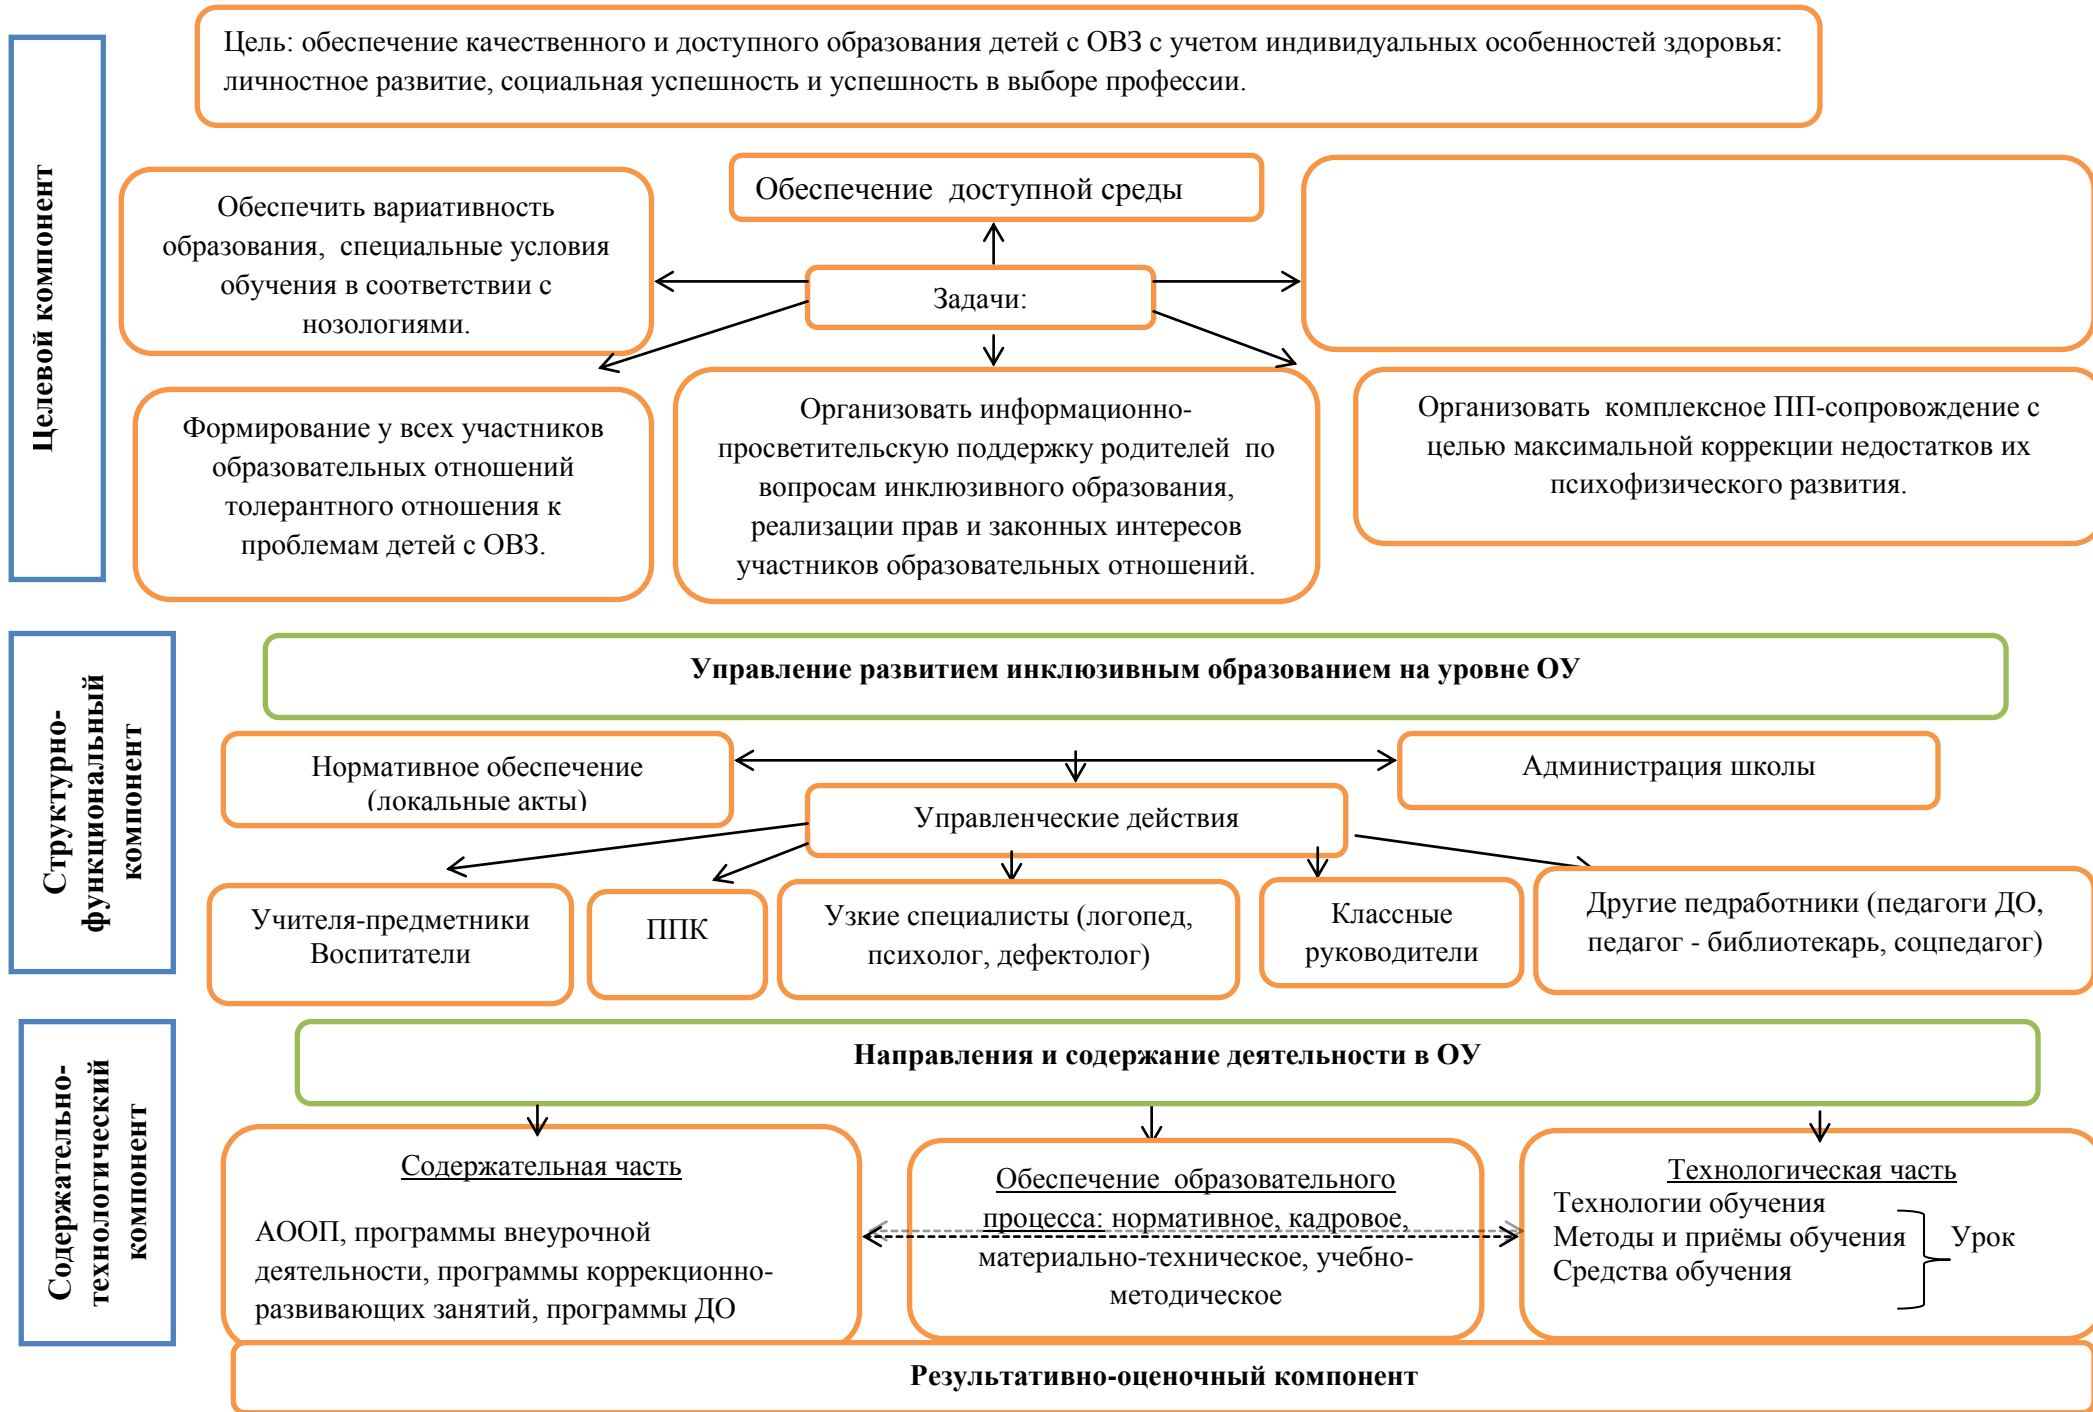 Целевой компонент
Цель: обеспечение качественного и доступного образования детей с ОВЗ с учетом индивидуальных особенностей здоровья:
личностное развитие, социальная успешность и успешность в выборе профессии.
Обеспечить вариативность
образования, специальные условия
обучения в соответствии с
нозологиями.
Обеспечение доступной среды
Задачи:
Формирование у всех участников
образовательных отношений
толерантного отношения к
проблемам детей с ОВЗ.
Организовать информационно-
просветительскую поддержку родителей по
вопросам инклюзивного образования,
реализации прав и законных интересов
участников образовательных отношений.
Организовать комплексное ПП-сопровождение с
целью максимальной коррекции недостатков их
психофизического развития.
Структурно-
функциональный
компонент
Управление развитием инклюзивным образованием на уровне ОУ
Нормативное обеспечение
(локальные акты)
Администрация школы
Управленческие действия
Учителя-предметники
Воспитатели
ППК
Узкие специалисты (логопед,
психолог, дефектолог)
Классные
руководители
Другие педработники (педагоги ДО,
педагог - библиотекарь, соцпедагог)
Содержательно-
технологический
компонент
Направления и содержание деятельности в ОУ
Содержательная часть
АООП, программы внеурочной
деятельности, программы коррекционно-
развивающих занятий, программы ДО
Обеспечение образовательного
процесса: нормативное, кадровое,
материально-техническое, учебно-
методическое
Технологическая часть
Технологии обучения
Методы и приёмы обучения
Средства обучения
Урок
Результативно-оценочный компонент